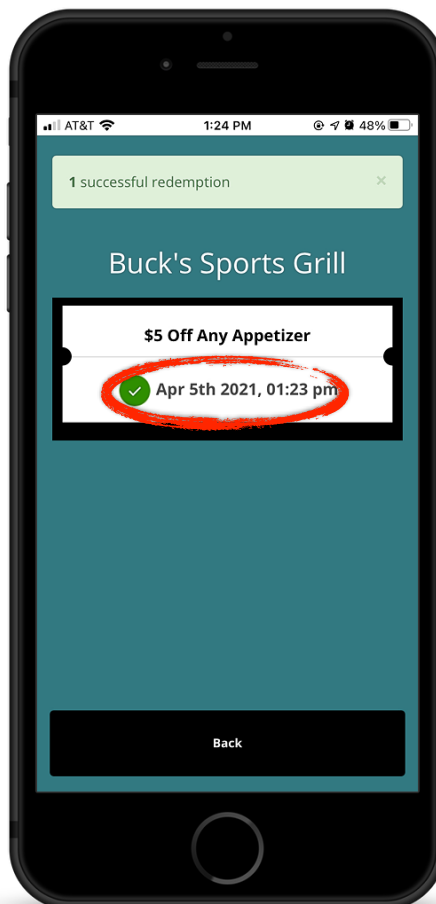 AT&T 1:24 PM 48%
1 successful redemption ×
Buck's Sports Grill
$5 Off Any Appetizer
Apr 5th 2021, 01:23 pm
Back